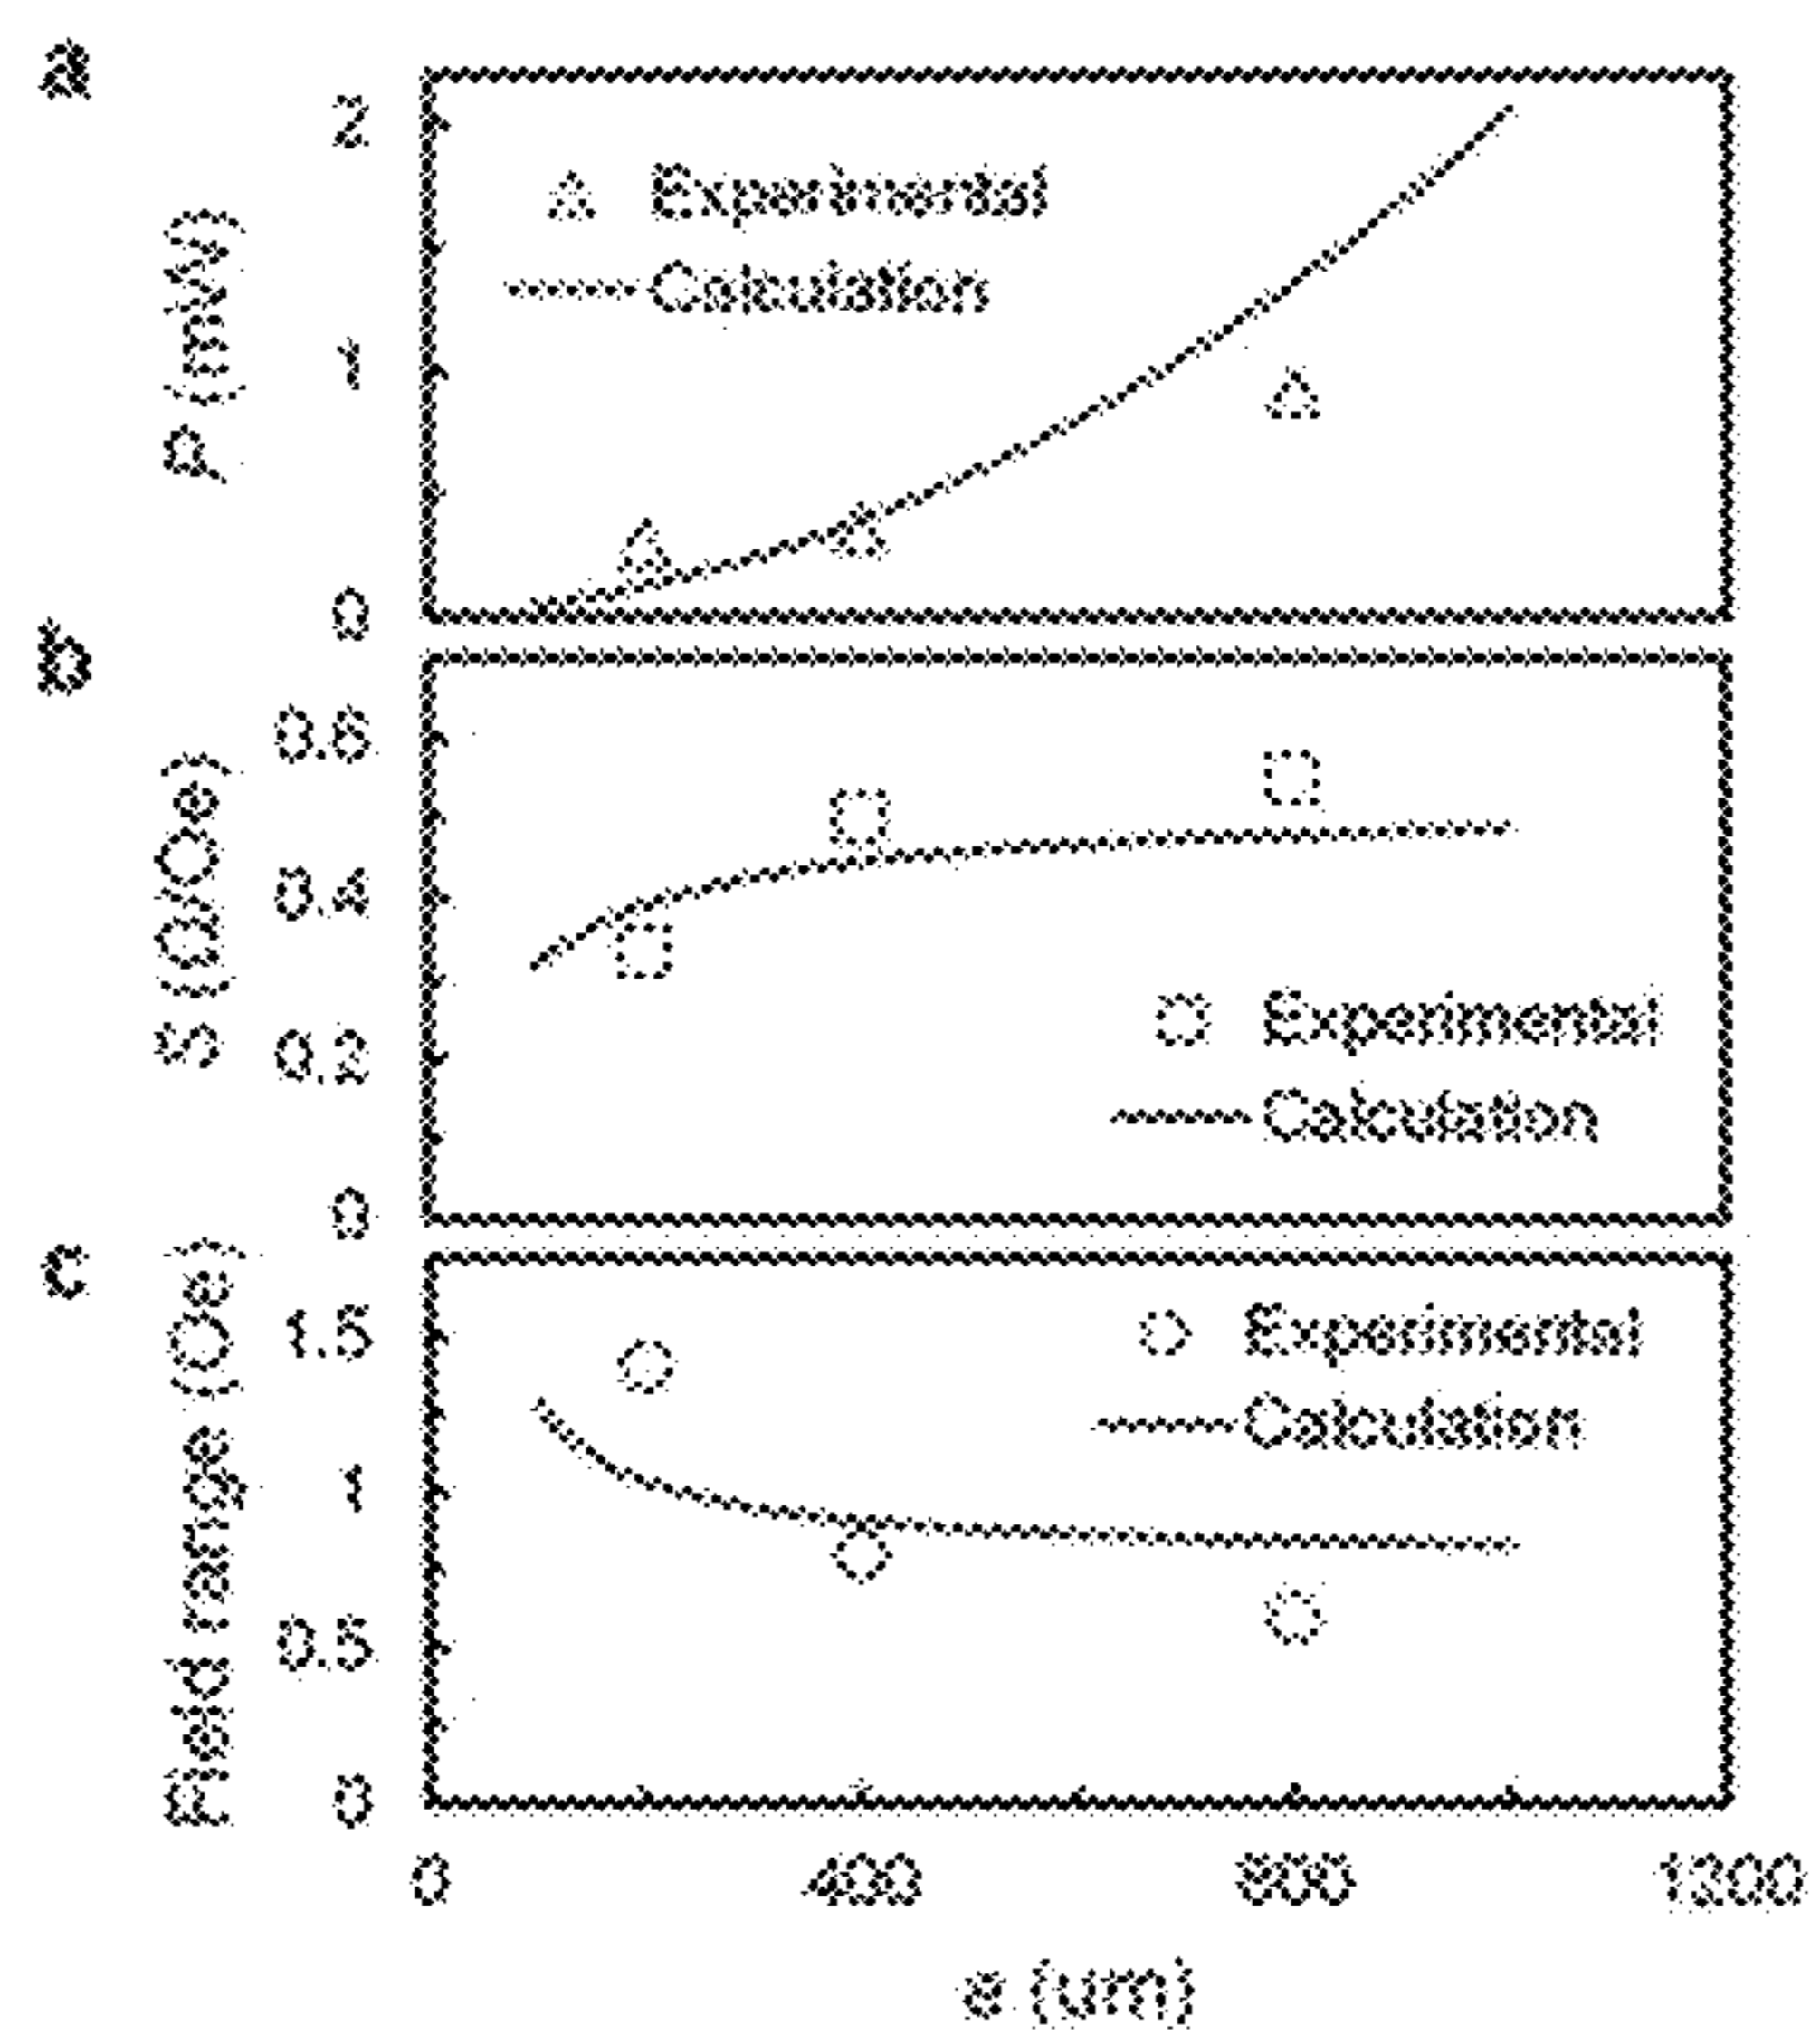 a
2
1
0
P (mW)
Experimental
Calculation
b
0.6
0.4
0.2
0
S (Ω/Oe)
Experimental
Calculation
c
1.5
1
0.5
0
Field range (Oe)
Experimental
Calculation
0 400 800 1200
(um)